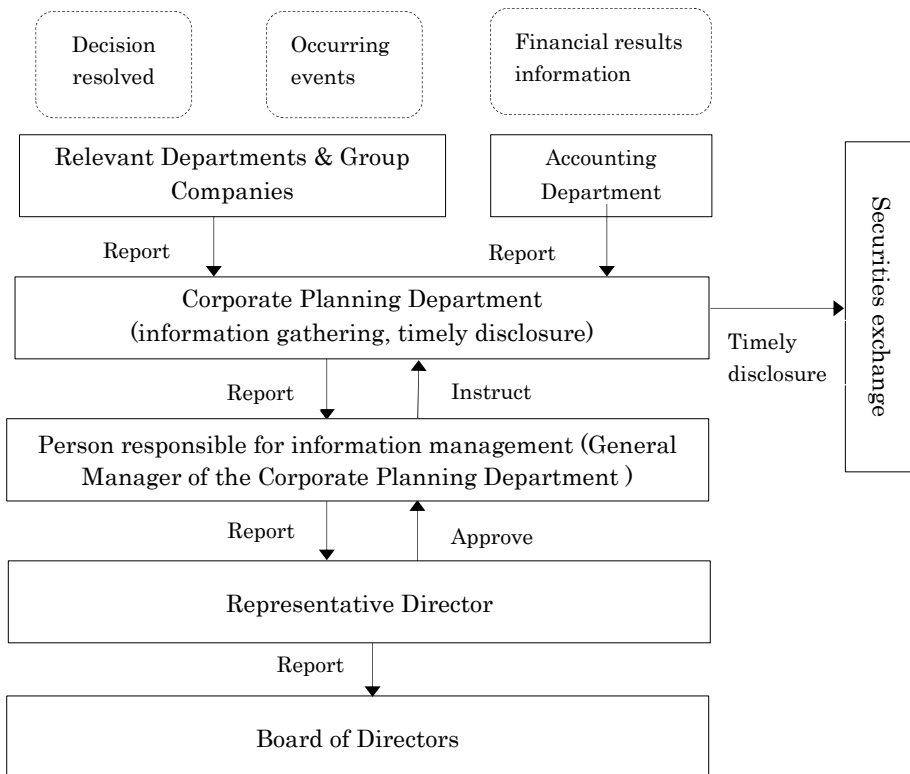 Decision
resolved
Occurring
events
Financial results
information
Relevant Departments & Group
Companies
Accounting
Department
Report
Report
Corporate Planning Department
(information gathering, timely disclosure)
Timely
disclosure
Securities exchange
Report
Instruct
Person responsible for information management (General
Manager of the Corporate Planning Department )
Report
Approve
Representative Director
Report
Board of Directors